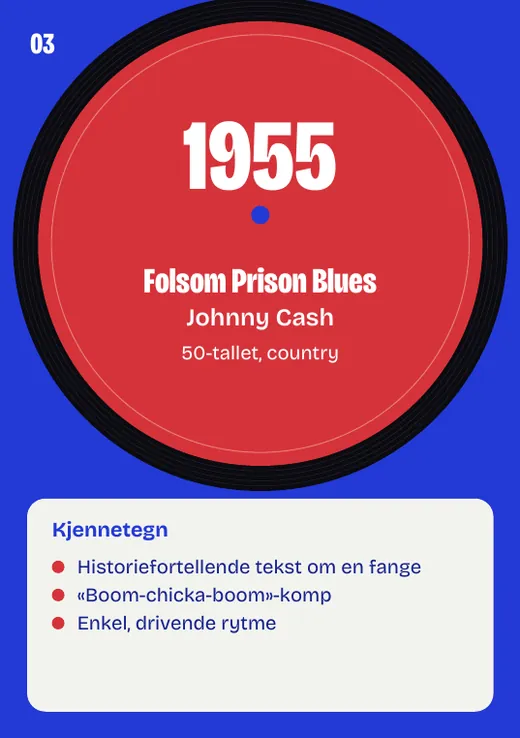 03
1955
Folsom Prison Blues
Johnny Cash
50-tallet, country
Kjennetegn
Historiefortellende tekst om en fange
«Boom-chicka-boom»-komp
Enkel, drivende rytme